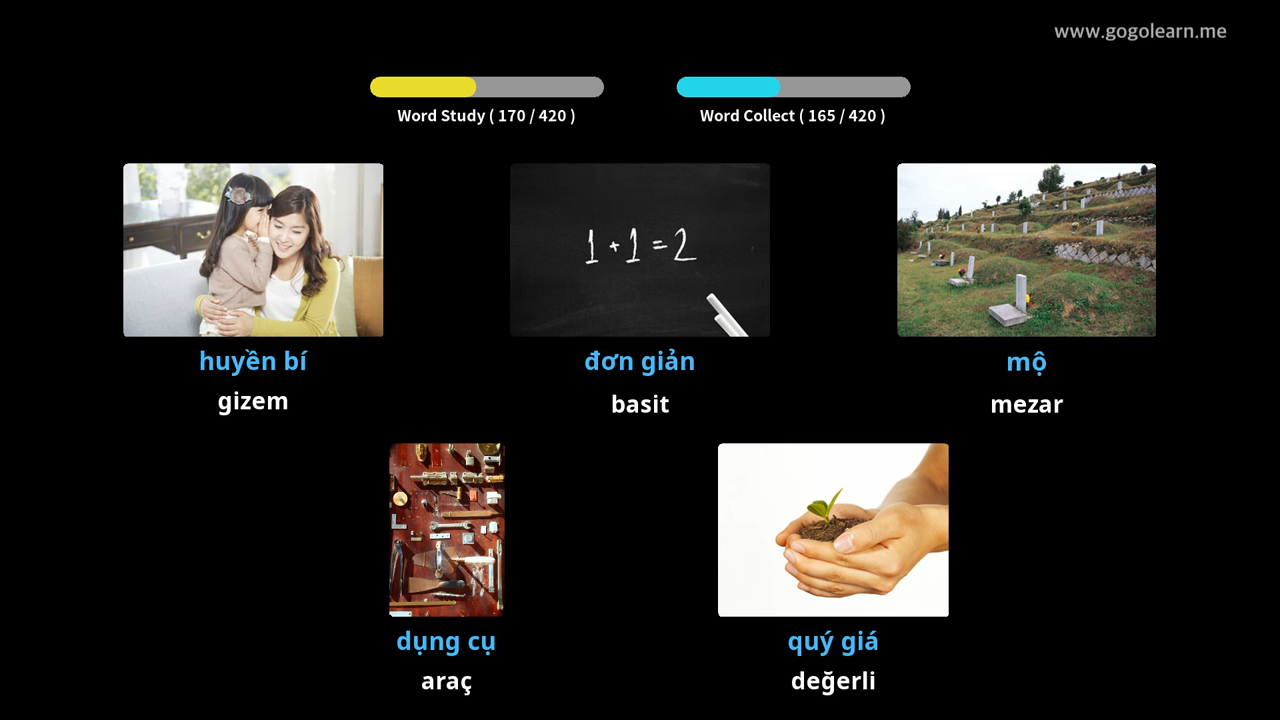 www.gogolearn.me
Word Study ( 170 / 420 )
Word Collect ( 165 / 420 )
1 + 1 = 2
huyền bí
gizem
đơn giản
basit
mộ
mezar
dụng cụ
araç
quý giá
değerli